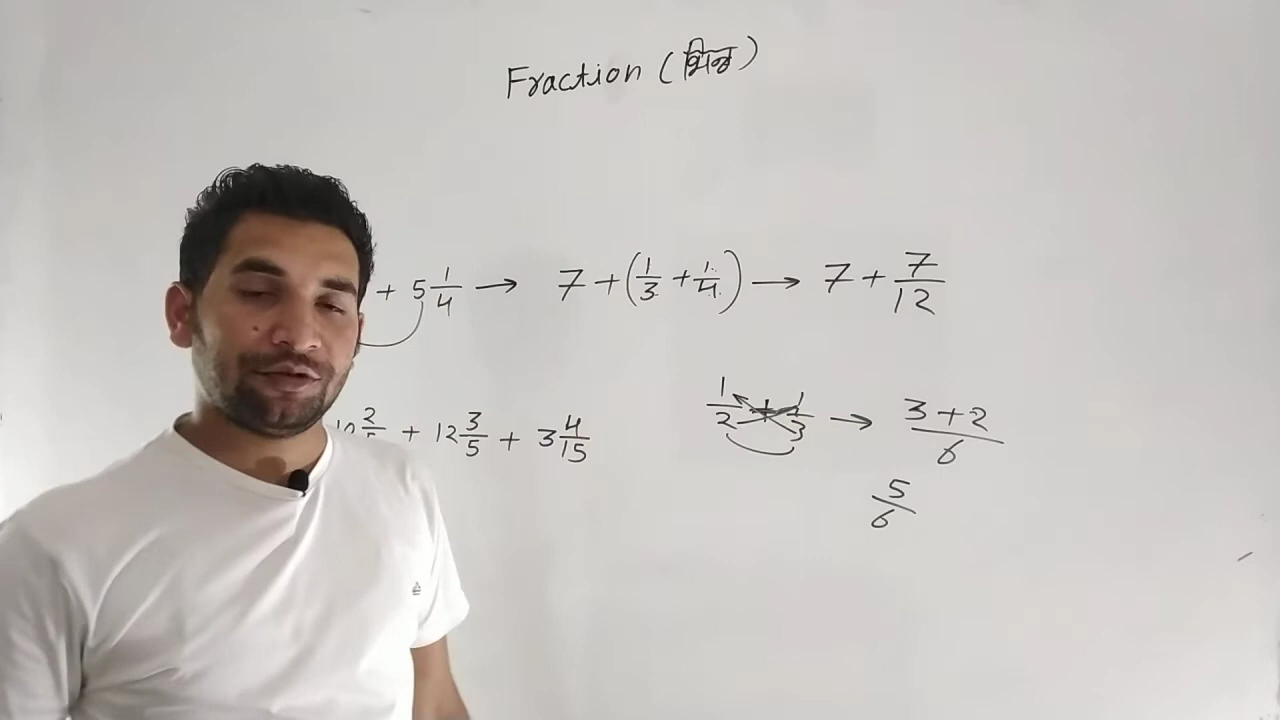 Fraction (भिन्न)
+ 5 1/4 → 7 + (1/3 + 1/4) → 7 + 7/12
1/2 + 1/3 → 3+2/6
+ 12 3/5 + 3 4/15
5/6